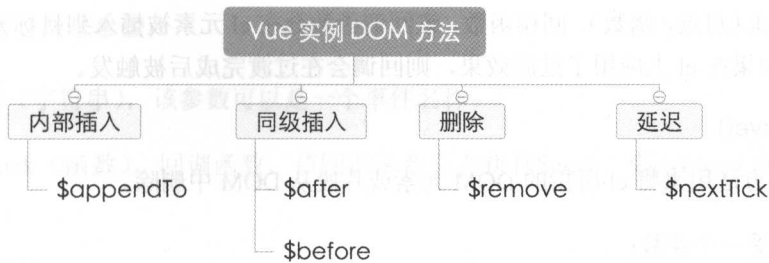 Vue 实例 DOM 方法
内部插入
同级插入
删除
延迟
$appendTo
$after
$remove
$nextTick
$before